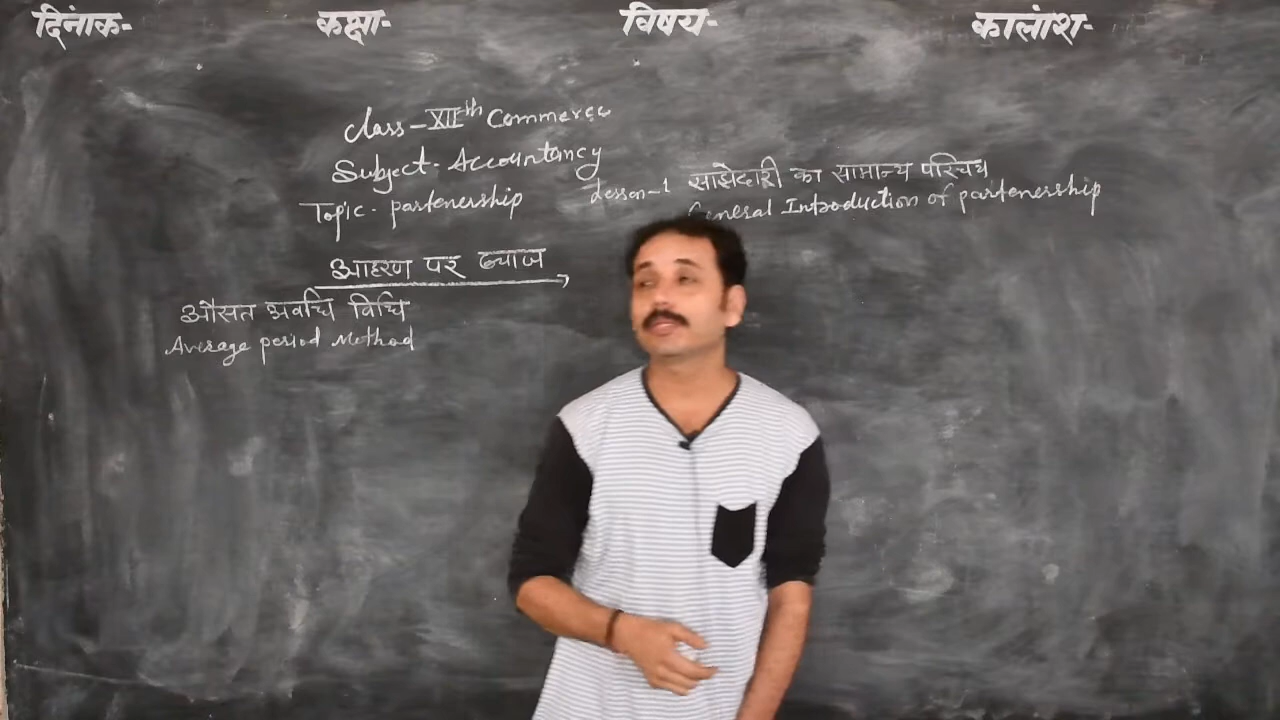 दिंनाक- कक्षा- विषय- कालांश-
Class-XIIth Commerce
Subject- Accountancy
Topic- partenership
Lesson-1 साझेदारी का सामान्य परिचय
General Introduction of partenership
आहरण पर ब्याज
औसत अवधि विधि
Average period Method